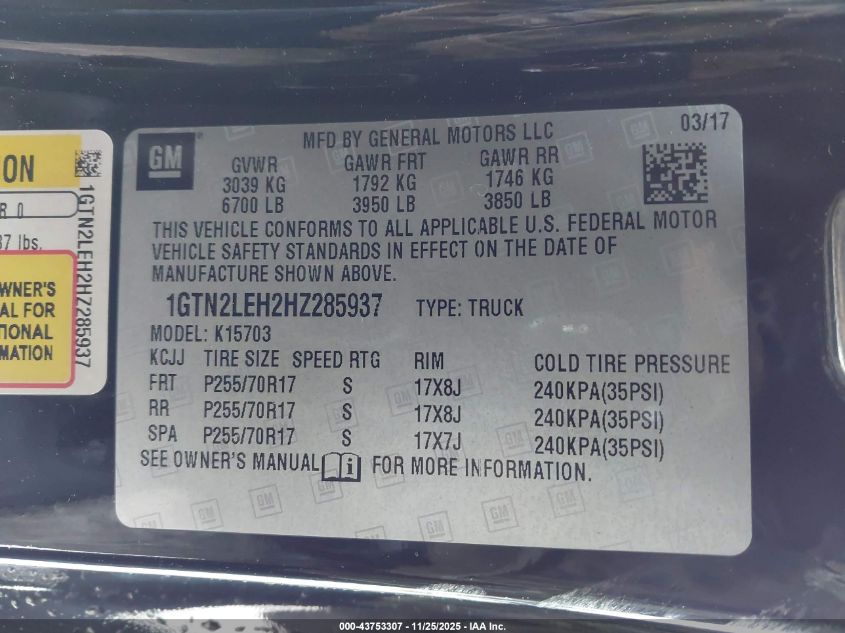 ON
R 0
37 lbs.
WNER'S
AL FOR
TIONAL
MATION
1GTN2LEH2HZ285937
GM
MFD BY GENERAL MOTORS LLC 03/17
GVWR GAWR FRT GAWR RR
3039 KG 1792 KG 1746 KG
6700 LB 3950 LB 3850 LB
THIS VEHICLE CONFORMS TO ALL APPLICABLE U.S. FEDERAL MOTOR
VEHICLE SAFETY STANDARDS IN EFFECT ON THE DATE OF
MANUFACTURE SHOWN ABOVE.
1GTN2LEH2HZ285937 TYPE: TRUCK
MODEL: K15703
KCJJ TIRE SIZE SPEED RTG RIM COLD TIRE PRESSURE
FRT P255/70R17 S 17X8J 240KPA(35PSI)
RR P255/70R17 S 17X8J 240KPA(35PSI)
SPA P255/70R17 S 17X7J 240KPA(35PSI)
SEE OWNER'S MANUAL FOR MORE INFORMATION.
000-43753307 - 11/25/2025 - IAA Inc.